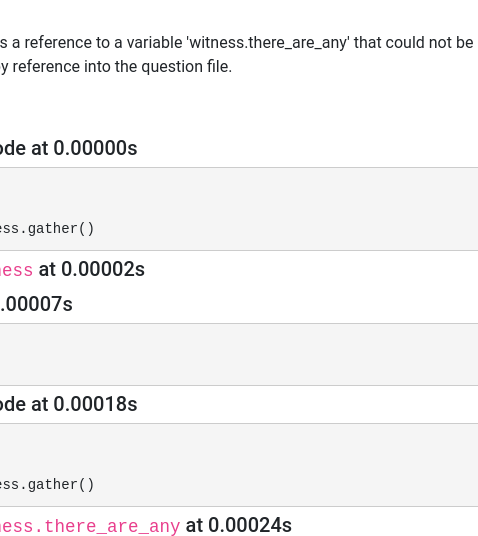 s a reference to a variable 'witness.there_are_any' that could not be
y reference into the question file.
ode at 0.00000s
ess.gather()
ness at 0.00002s
.00007s
ode at 0.00018s
ess.gather()
ness.there_are_any at 0.00024s